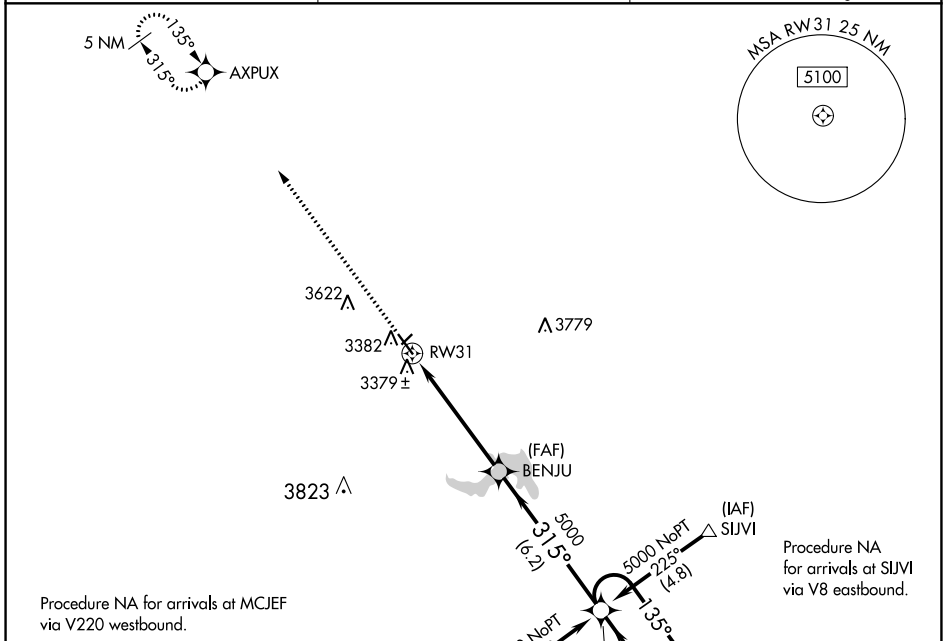 5 NM
135°
315°
AXPUX
MSA RW31 25 NM
5100
3622
3779
3382
RW31
3379±
(FAF)
BENJU
3823
5000
315°
(6.2)
(IAF)
SIJVI
5000 NoPT
225°
(4.8)
135°
Procedure NA
for arrivals at SIJVI
via V8 eastbound.
Procedure NA for arrivals at MCJEF
via V220 westbound.
NoPT